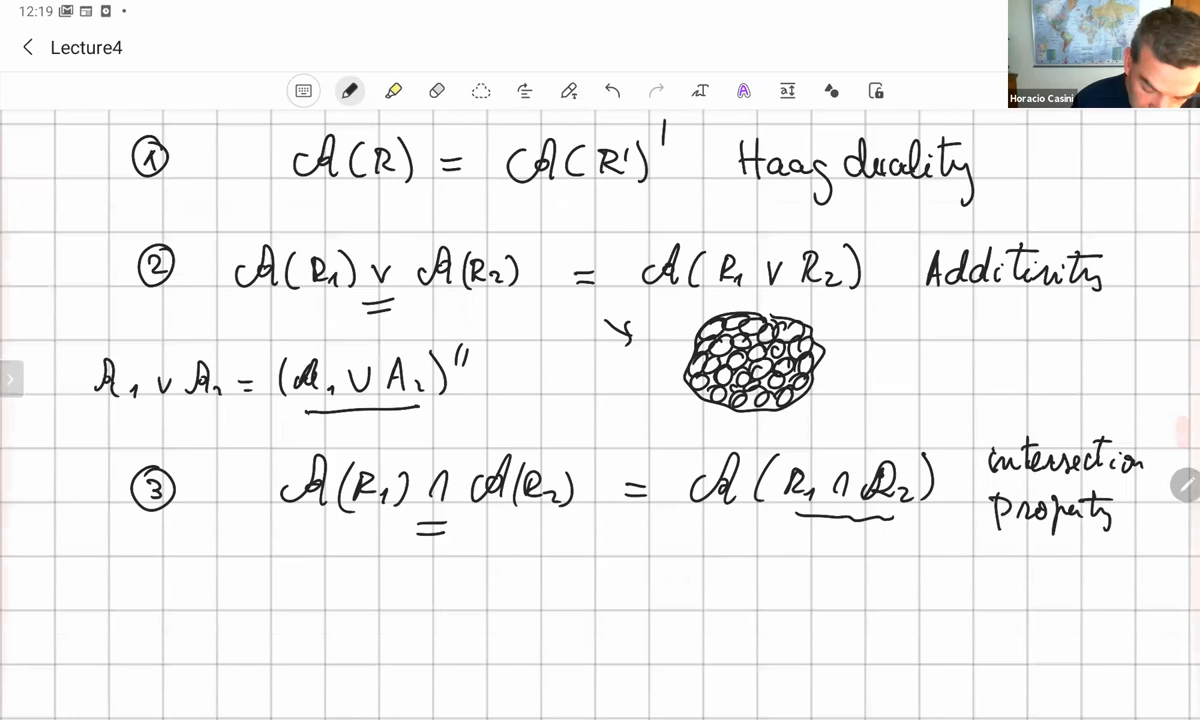 12:19
Lecture4
Horacio Casini
① 𝒜(R) = 𝒜(R')' Haag duality
② 𝒜(R₁) ∨ 𝒜(R₂) = 𝒜(R₁ ∨ R₂) Additivity
𝒜₁ ∨ 𝒜₂ = (𝒜₁ ∪ A₂)''
③ 𝒜(R₁) ∩ 𝒜(R₂) = 𝒜(R₁ ∩ R₂) intersection
property